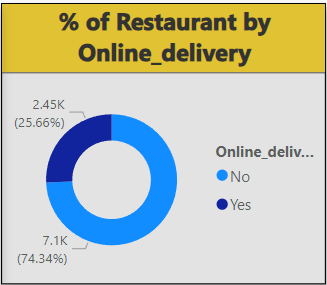 % of Restaurant by
Online_delivery
2.45K
(25.66%)
Online_deliv...
No
Yes
7.1K
(74.34%)